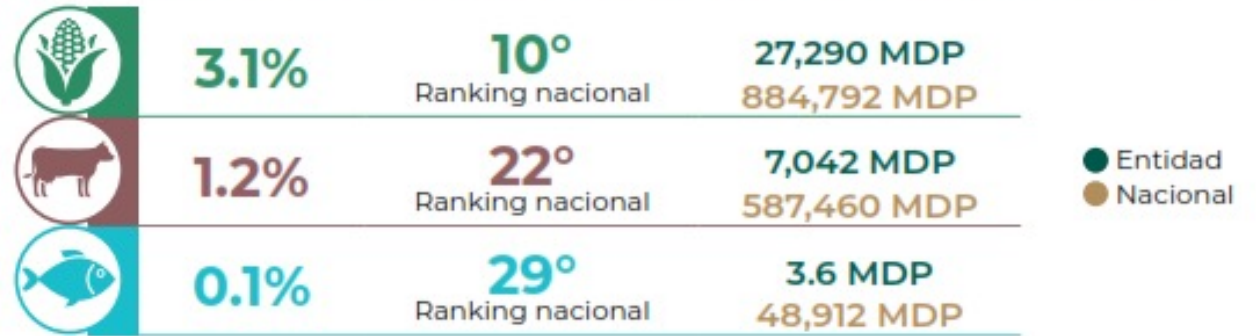 3.1%
10°
Ranking nacional
27,290 MDP
884,792 MDP
1.2%
22°
Ranking nacional
7,042 MDP
587,460 MDP
Entidad
Nacional
0.1%
29°
Ranking nacional
3.6 MDP
48,912 MDP